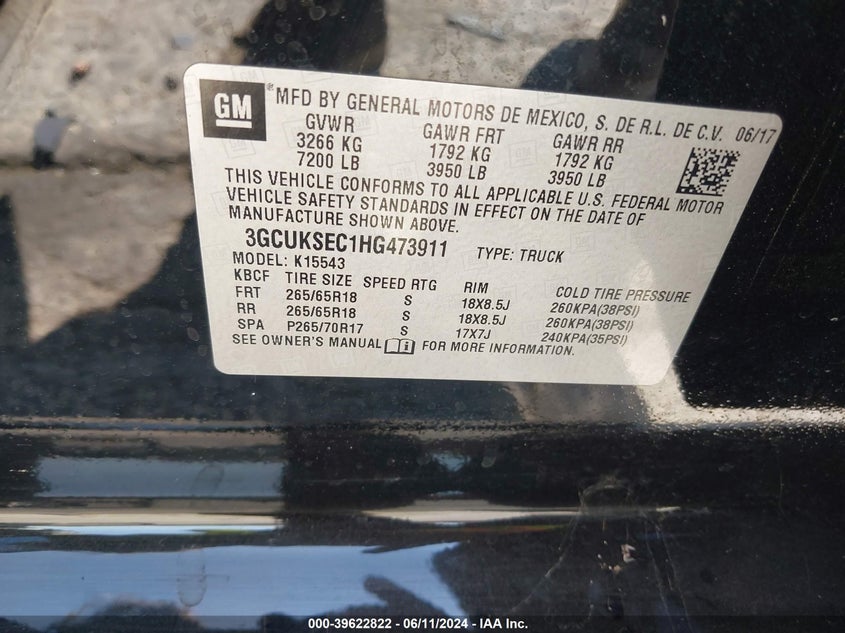 GM
®MFD BY GENERAL MOTORS DE MEXICO, S. DE R.L. DE C.V. 06/17
GVWR GAWR FRT GAWR RR
3266 KG 1792 KG 1792 KG
7200 LB 3950 LB 3950 LB
THIS VEHICLE CONFORMS TO ALL APPLICABLE U.S. FEDERAL MOTOR
VEHICLE SAFETY STANDARDS IN EFFECT ON THE DATE OF
MANUFACTURE SHOWN ABOVE.
3GCUKSEC1HG473911 TYPE: TRUCK
MODEL: K15543
KBCF TIRE SIZE SPEED RTG RIM COLD TIRE PRESSURE
FRT 265/65R18 S 18X8.5J 260KPA(38PSI)
RR 265/65R18 S 18X8.5J 260KPA(38PSI)
SPA P265/70R17 S 17X7J 240KPA(35PSI)
SEE OWNER'S MANUAL FOR MORE INFORMATION.
000-39622822 - 06/11/2024 - IAA Inc.